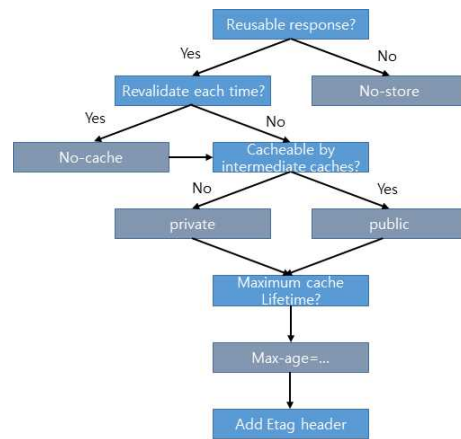 Reusable response?
Yes
No
Revalidate each time?
No-store
Yes
No
No-cache
Cacheable by
intermediate caches?
No
Yes
private
public
Maximum cache
Lifetime?
Max-age=...
Add Etag header